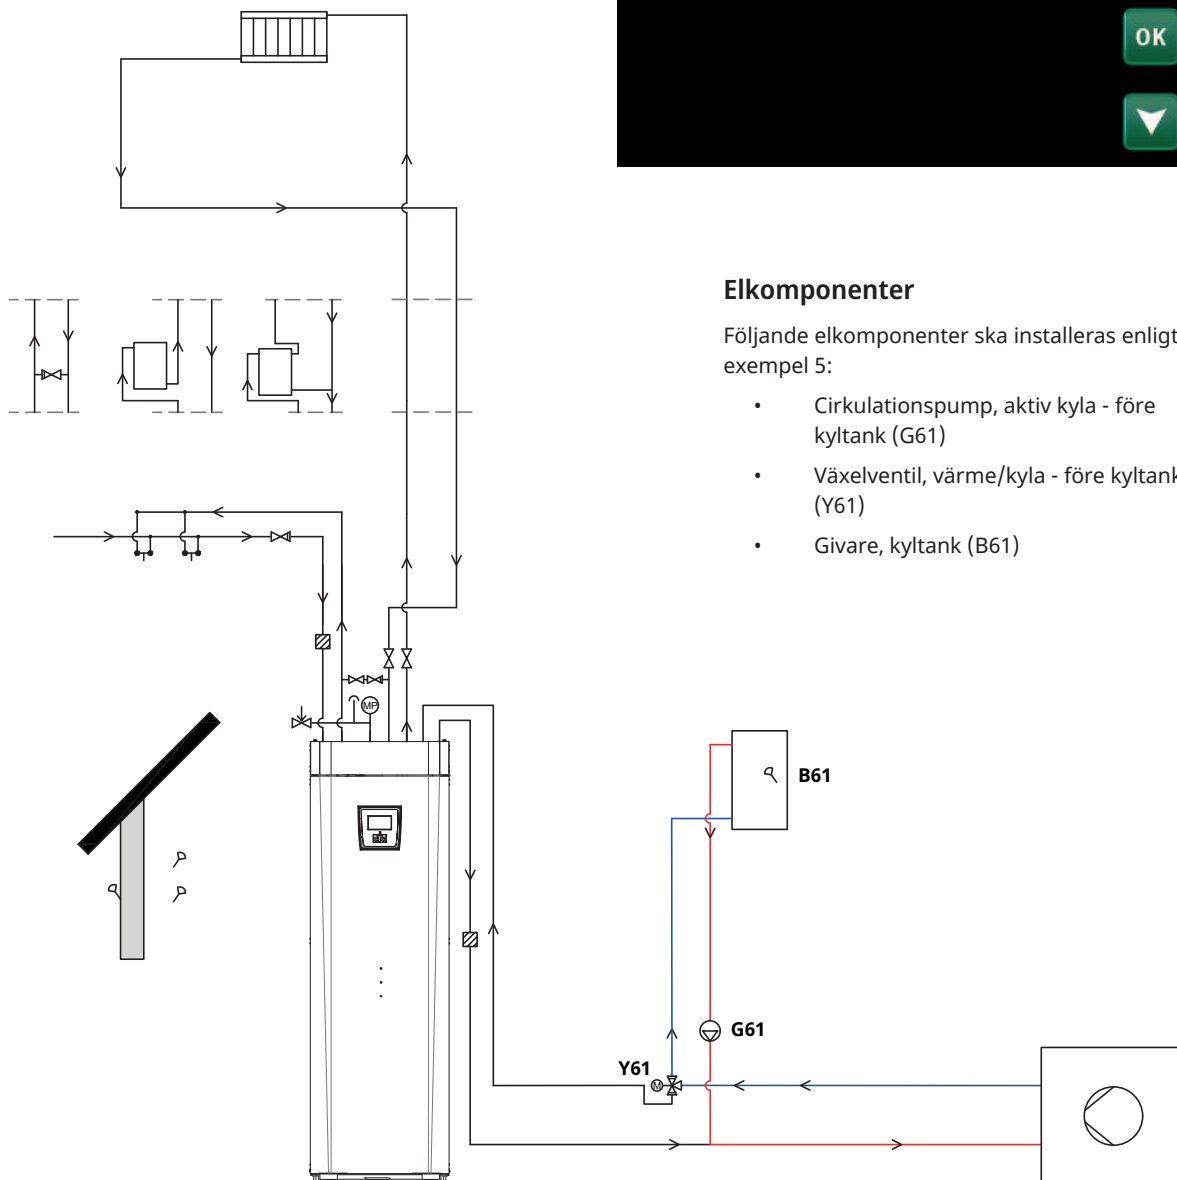 OK
Elkomponenter
Följande elkomponenter ska installeras enligt
exempel 5:
• Cirkulationspump, aktiv kyla - före
kyltank (G61)
• Växelventil, värme/kyla - före kyltank
(Y61)
• Givare, kyltank (B61)
MP
B61
G61
Y61
M